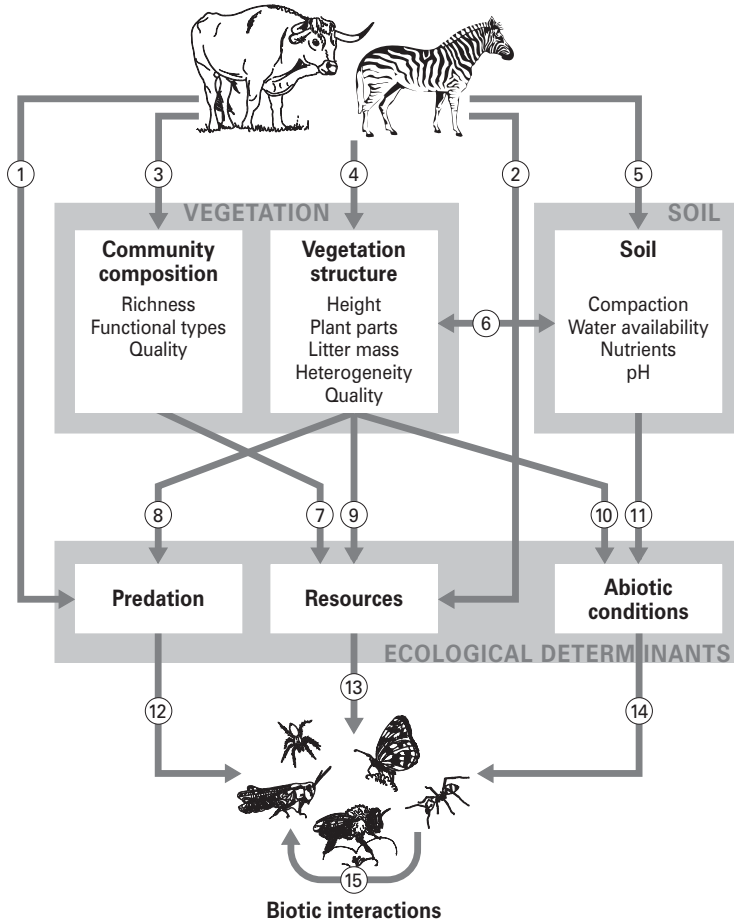 1
3
4
2
5
VEGETATION
SOIL
Community
composition
Richness
Functional types
Quality
Vegetation
structure
Height
Plant parts
Litter mass
Heterogeneity
Quality
6
Soil
Compaction
Water availability
Nutrients
pH
8
7
9
10
11
Predation
Resources
Abiotic
conditions
ECOLOGICAL DETERMINANTS
12
13
14
15
Biotic interactions